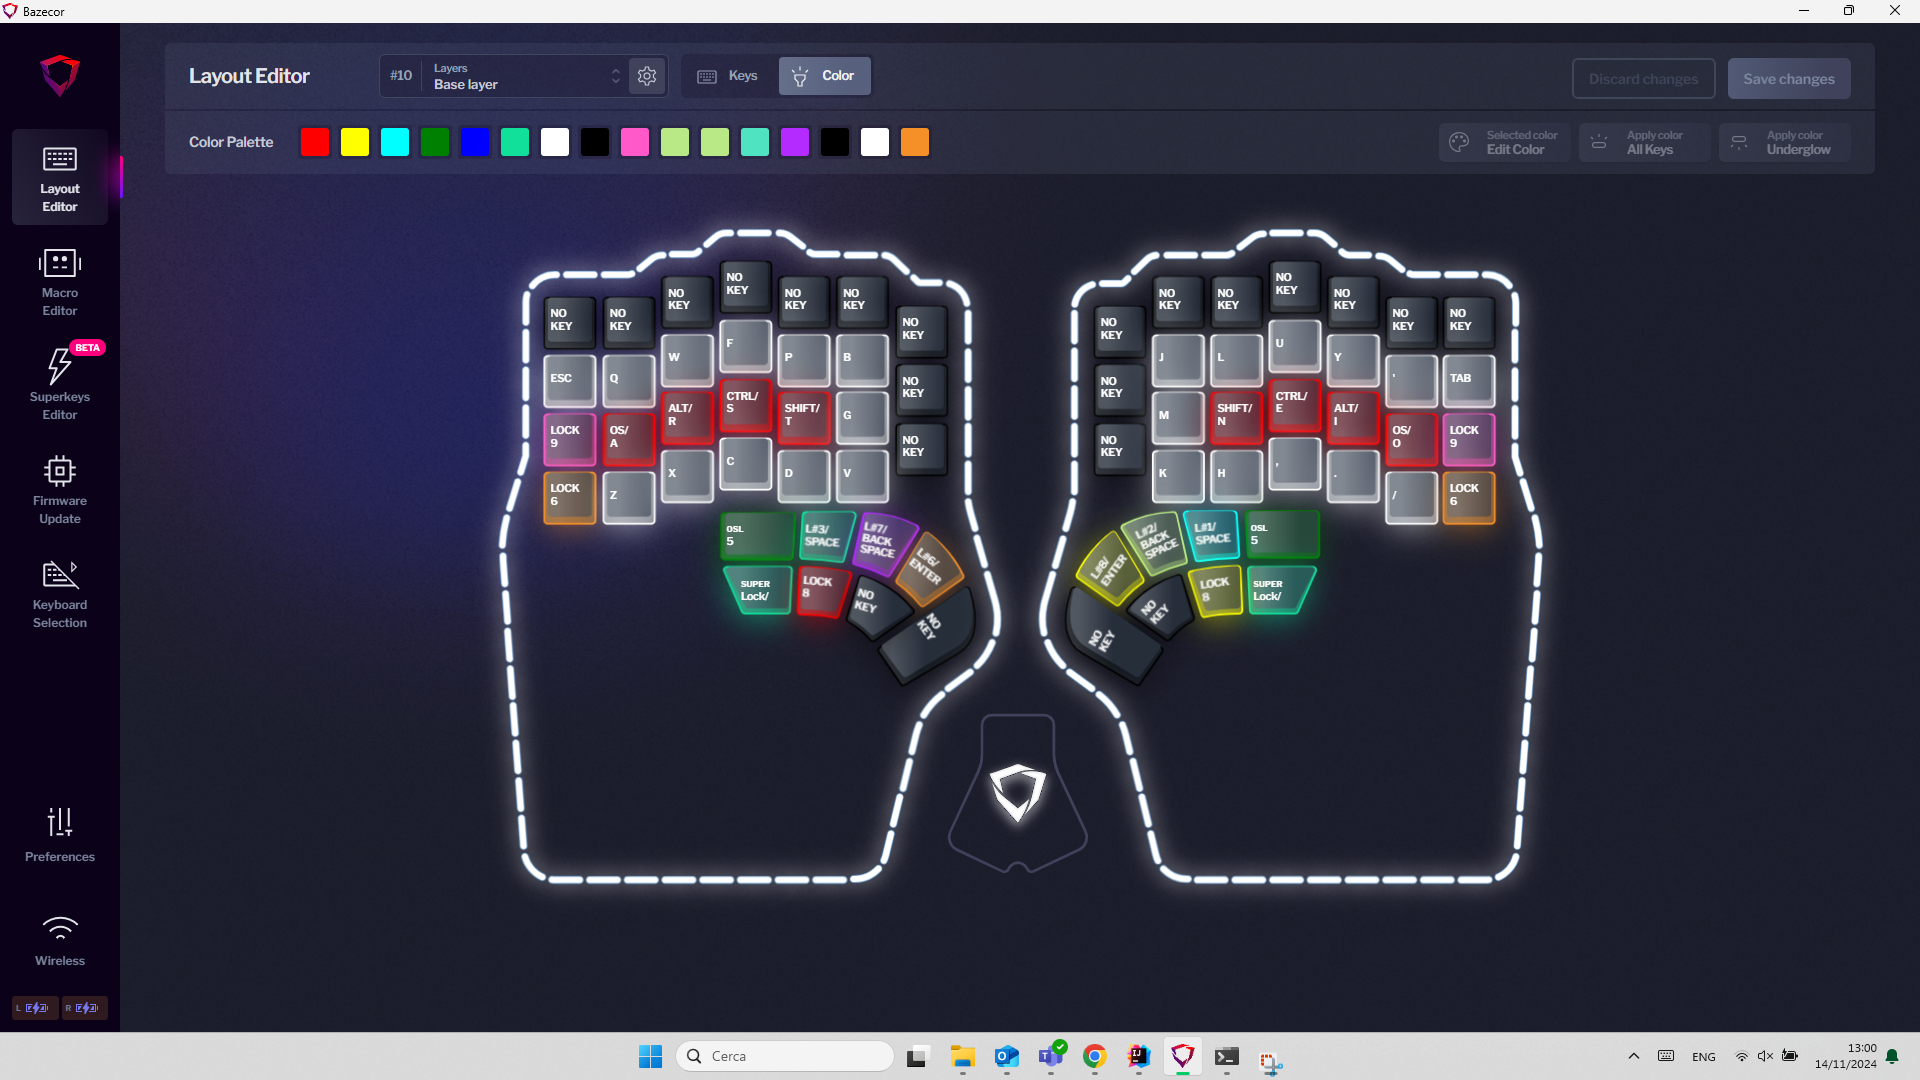 Bazecor
Layout Editor
#10
Layers
Base layer
Keys
Color
Discard changes
Save changes
Color Palette
Selected color
Edit Color
Apply color
All Keys
Apply color
Underglow
Layout
Editor
Macro
Editor
BETA
Superkeys
Editor
Firmware
Update
Keyboard
Selection
Preferences
Wireless
L
R
NO
KEY
NO
KEY
NO
KEY
NO
KEY
NO
KEY
NO
KEY
NO
KEY
ESC
Q
W
F
P
B
NO
KEY
LOCK
9
OS/
A
ALT/
R
CTRL/
S
SHIFT/
T
G
NO
KEY
LOCK
6
Z
X
C
D
V
OSL
5
L#3/
SPACE
L#7/
BACK
SPACE
L#6/
ENTER
SUPER
Lock/
LOCK
8
NO
KEY
NO
KEY
NO
KEY
NO
KEY
NO
KEY
NO
KEY
NO
KEY
NO
KEY
NO
KEY
NO
KEY
J
L
U
Y
'
TAB
NO
KEY
M
SHIFT/
N
CTRL/
E
ALT/
I
OS/
O
LOCK
9
K
H
,
.
/
LOCK
6
L#8/
ENTER
L#2/
BACK
SPACE
L#1/
SPACE
OSL
5
NO
KEY
NO
KEY
LOCK
8
SUPER
Lock/
Cerca
ENG
13:00
14/11/2024